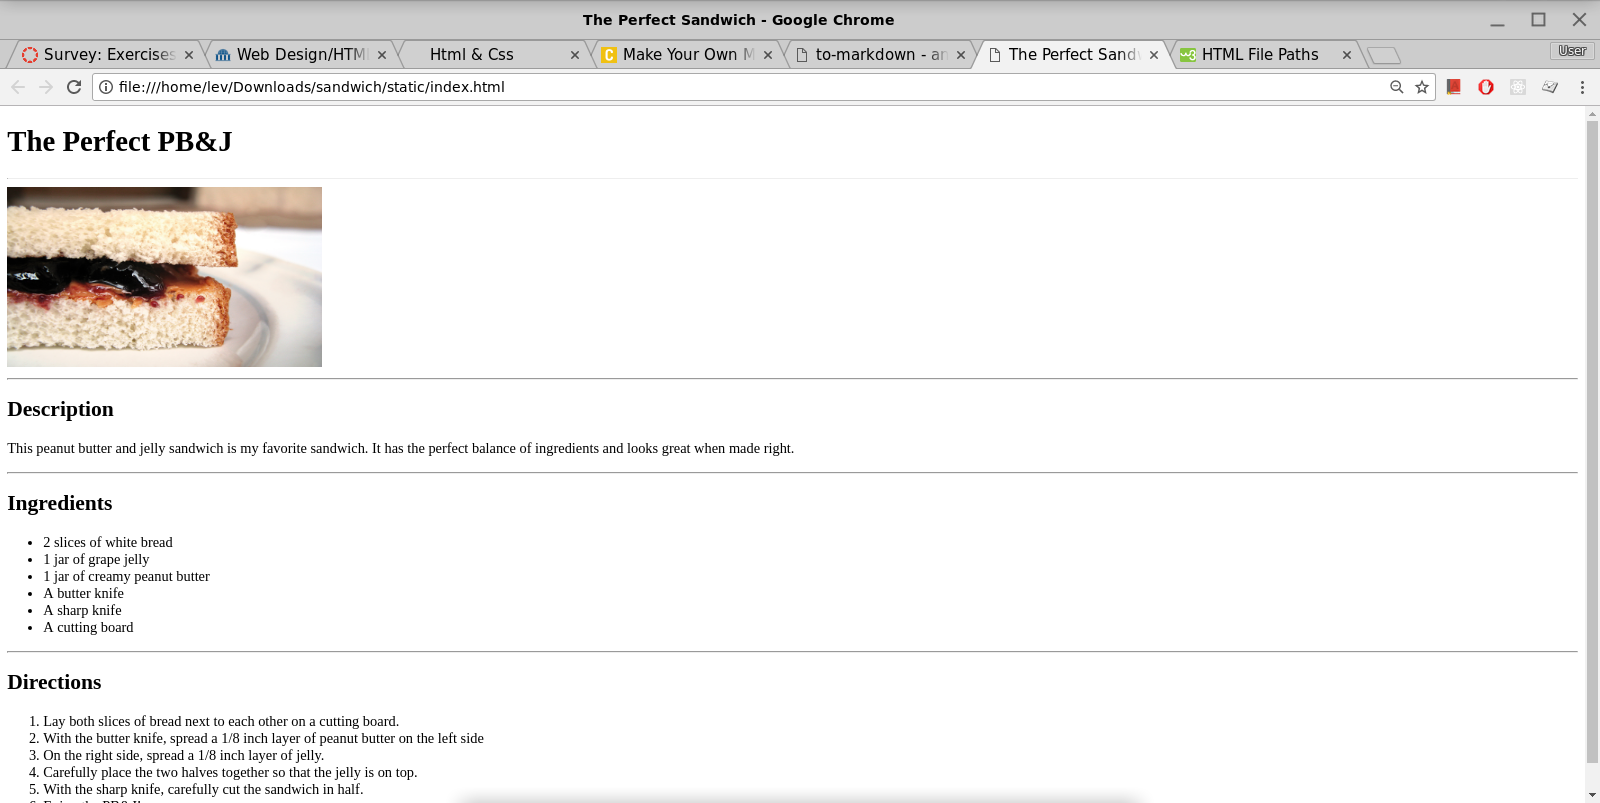 The Perfect Sandwich - Google Chrome
Survey: Exercises
Web Design/HTML
Html & Css
Make Your Own M
to-markdown - an
The Perfect Sand
HTML File Paths
User
file:///home/lev/Downloads/sandwich/static/index.html
The Perfect PB&J
Description
This peanut butter and jelly sandwich is my favorite sandwich. It has the perfect balance of ingredients and looks great when made right.
Ingredients
• 2 slices of white bread
• 1 jar of grape jelly
• 1 jar of creamy peanut butter
• A butter knife
• A sharp knife
• A cutting board
Directions
1. Lay both slices of bread next to each other on a cutting board.
2. With the butter knife, spread a 1/8 inch layer of peanut butter on the left side
3. On the right side, spread a 1/8 inch layer of jelly.
4. Carefully place the two halves together so that the jelly is on top.
5. With the sharp knife, carefully cut the sandwich in half.